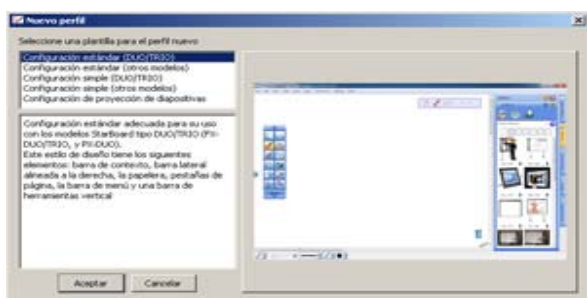 Nuevo perfil
Seleccione una plantilla para el perfil nuevo
Configuración estándar (DUO/TRIO)
Configuración estándar (otros modelos)
Configuración simple (DUO/TRIO)
Configuración simple (otros modelos)
Configuración de proyección de diapositivas
Configuración estándar adecuada para su uso
con los modelos StarBoard tipo DUO/TRIO (FX-
DUO/TRIO, y PX-DUO).
Este estilo de diseño tiene los siguientes
elementos: barra de contexto, barra lateral
alineada a la derecha, la papelera, pestañas de
página, la barra de menú y una barra de
herramientas vertical
Aceptar
Cancelar